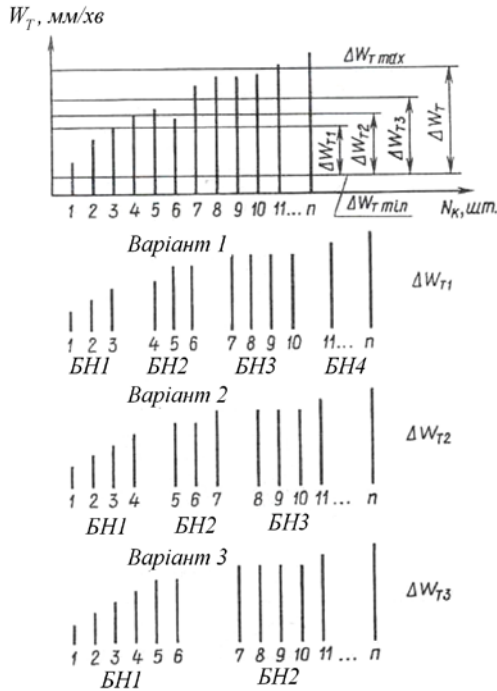 W_T, мм/хв
ΔW_T max
ΔW_T1
ΔW_T2
ΔW_T3
ΔW_T
1 2 3 4 5 6 7 8 9 10 11... n
ΔW_T min
N_K, шт.
Варіант 1
ΔW_T1
1 2 3 4 5 6 7 8 9 10 11... n
БН1 БН2 БН3 БН4
Варіант 2
ΔW_T2
1 2 3 4 5 6 7 8 9 10 11 ... n
БН1 БН2 БН3
Варіант 3
ΔW_T3
1 2 3 4 5 6 7 8 9 10 11 ... n
БН1 БН2